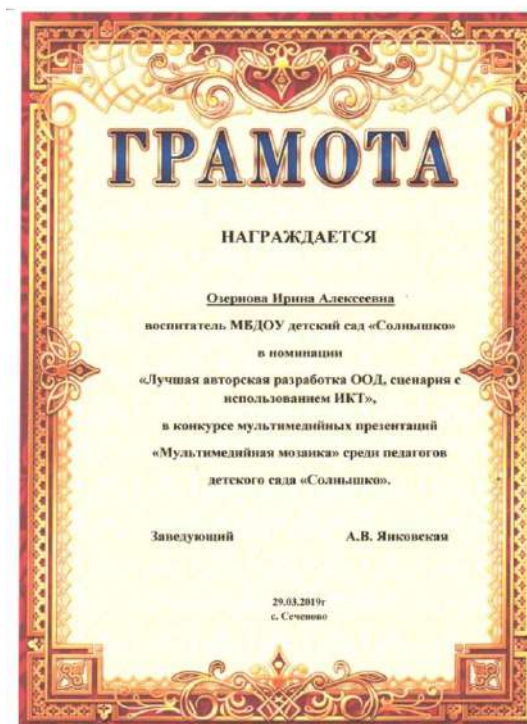 ГРАМОТА
НАГРАЖДАЕТСЯ
Озернова Ирина Алексеевна
воспитатель МБДОУ детский сад «Солнышко»
в номинации
«Лучшая авторская разработка ООД, сценария с
использованием ИКТ»,
в конкурсе мультимедийных презентаций
«Мультимедийная мозаика» среди педагогов
детского сада «Солнышко».
Заведующий А.В. Янковская
29.03.2019г
с. Сеченово